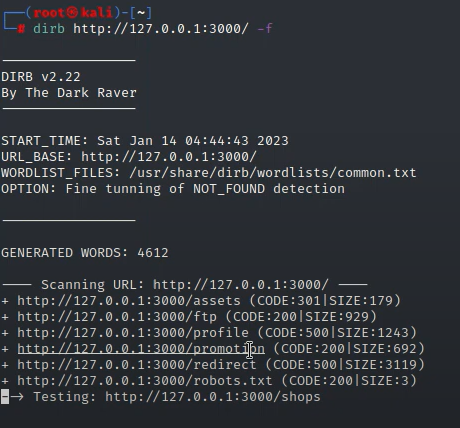 ┌──(root㉿kali)-[~]
└─# dirb http://127.0.0.1:3000/ -f
-----------------
DIRB v2.22
By The Dark Raver
-----------------
START_TIME: Sat Jan 14 04:44:43 2023
URL_BASE: http://127.0.0.1:3000/
WORDLIST_FILES: /usr/share/dirb/wordlists/common.txt
OPTION: Fine tunning of NOT_FOUND detection
-----------------
GENERATED WORDS: 4612
---- Scanning URL: http://127.0.0.1:3000/ ----
+ http://127.0.0.1:3000/assets (CODE:301|SIZE:179)
+ http://127.0.0.1:3000/ftp (CODE:200|SIZE:929)
+ http://127.0.0.1:3000/profile (CODE:500|SIZE:1243)
+ http://127.0.0.1:3000/promotion (CODE:200|SIZE:692)
+ http://127.0.0.1:3000/redirect (CODE:500|SIZE:3119)
+ http://127.0.0.1:3000/robots.txt (CODE:200|SIZE:3)
--> Testing: http://127.0.0.1:3000/shops